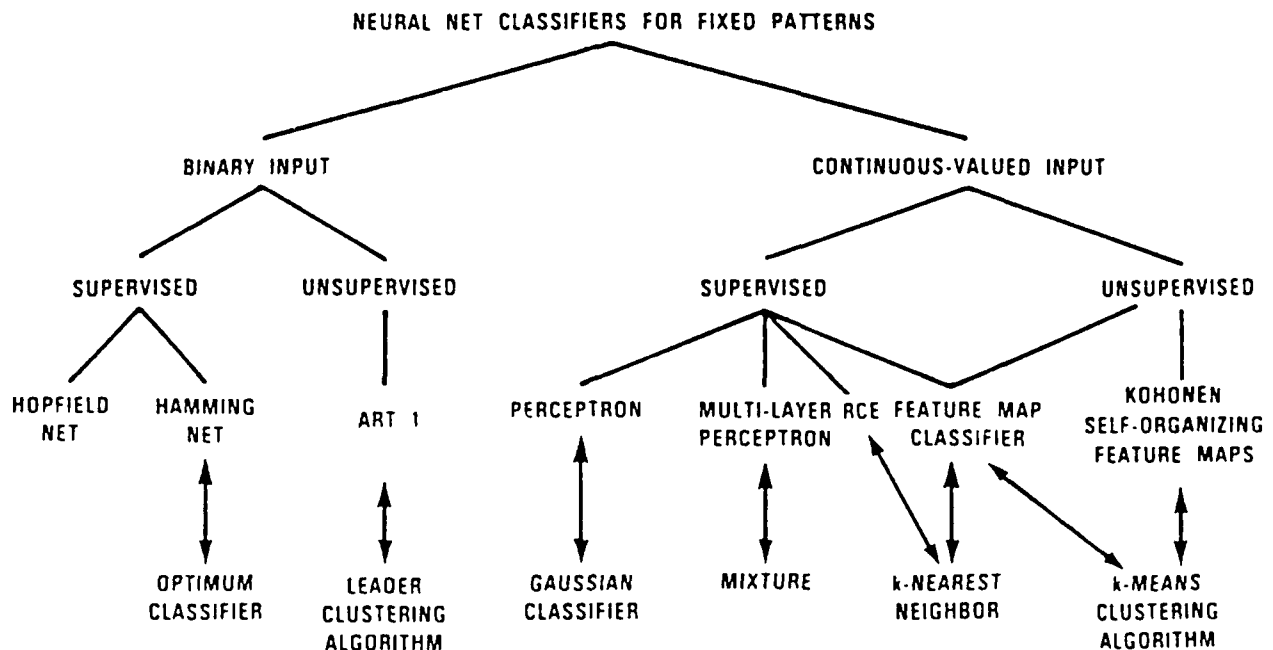 NEURAL NET CLASSIFIERS FOR FIXED PATTERNS
BINARY INPUT
CONTINUOUS-VALUED INPUT
SUPERVISED
UNSUPERVISED
SUPERVISED
UNSUPERVISED
HOPFIELD
NET
HAMMING
NET
ART 1
PERCEPTRON
MULTI-LAYER
PERCEPTRON
RCE
FEATURE MAP
CLASSIFIER
KOHONEN
SELF-ORGANIZING
FEATURE MAPS
OPTIMUM
CLASSIFIER
LEADER
CLUSTERING
ALGORITHM
GAUSSIAN
CLASSIFIER
MIXTURE
k-NEAREST
NEIGHBOR
k-MEANS
CLUSTERING
ALGORITHM